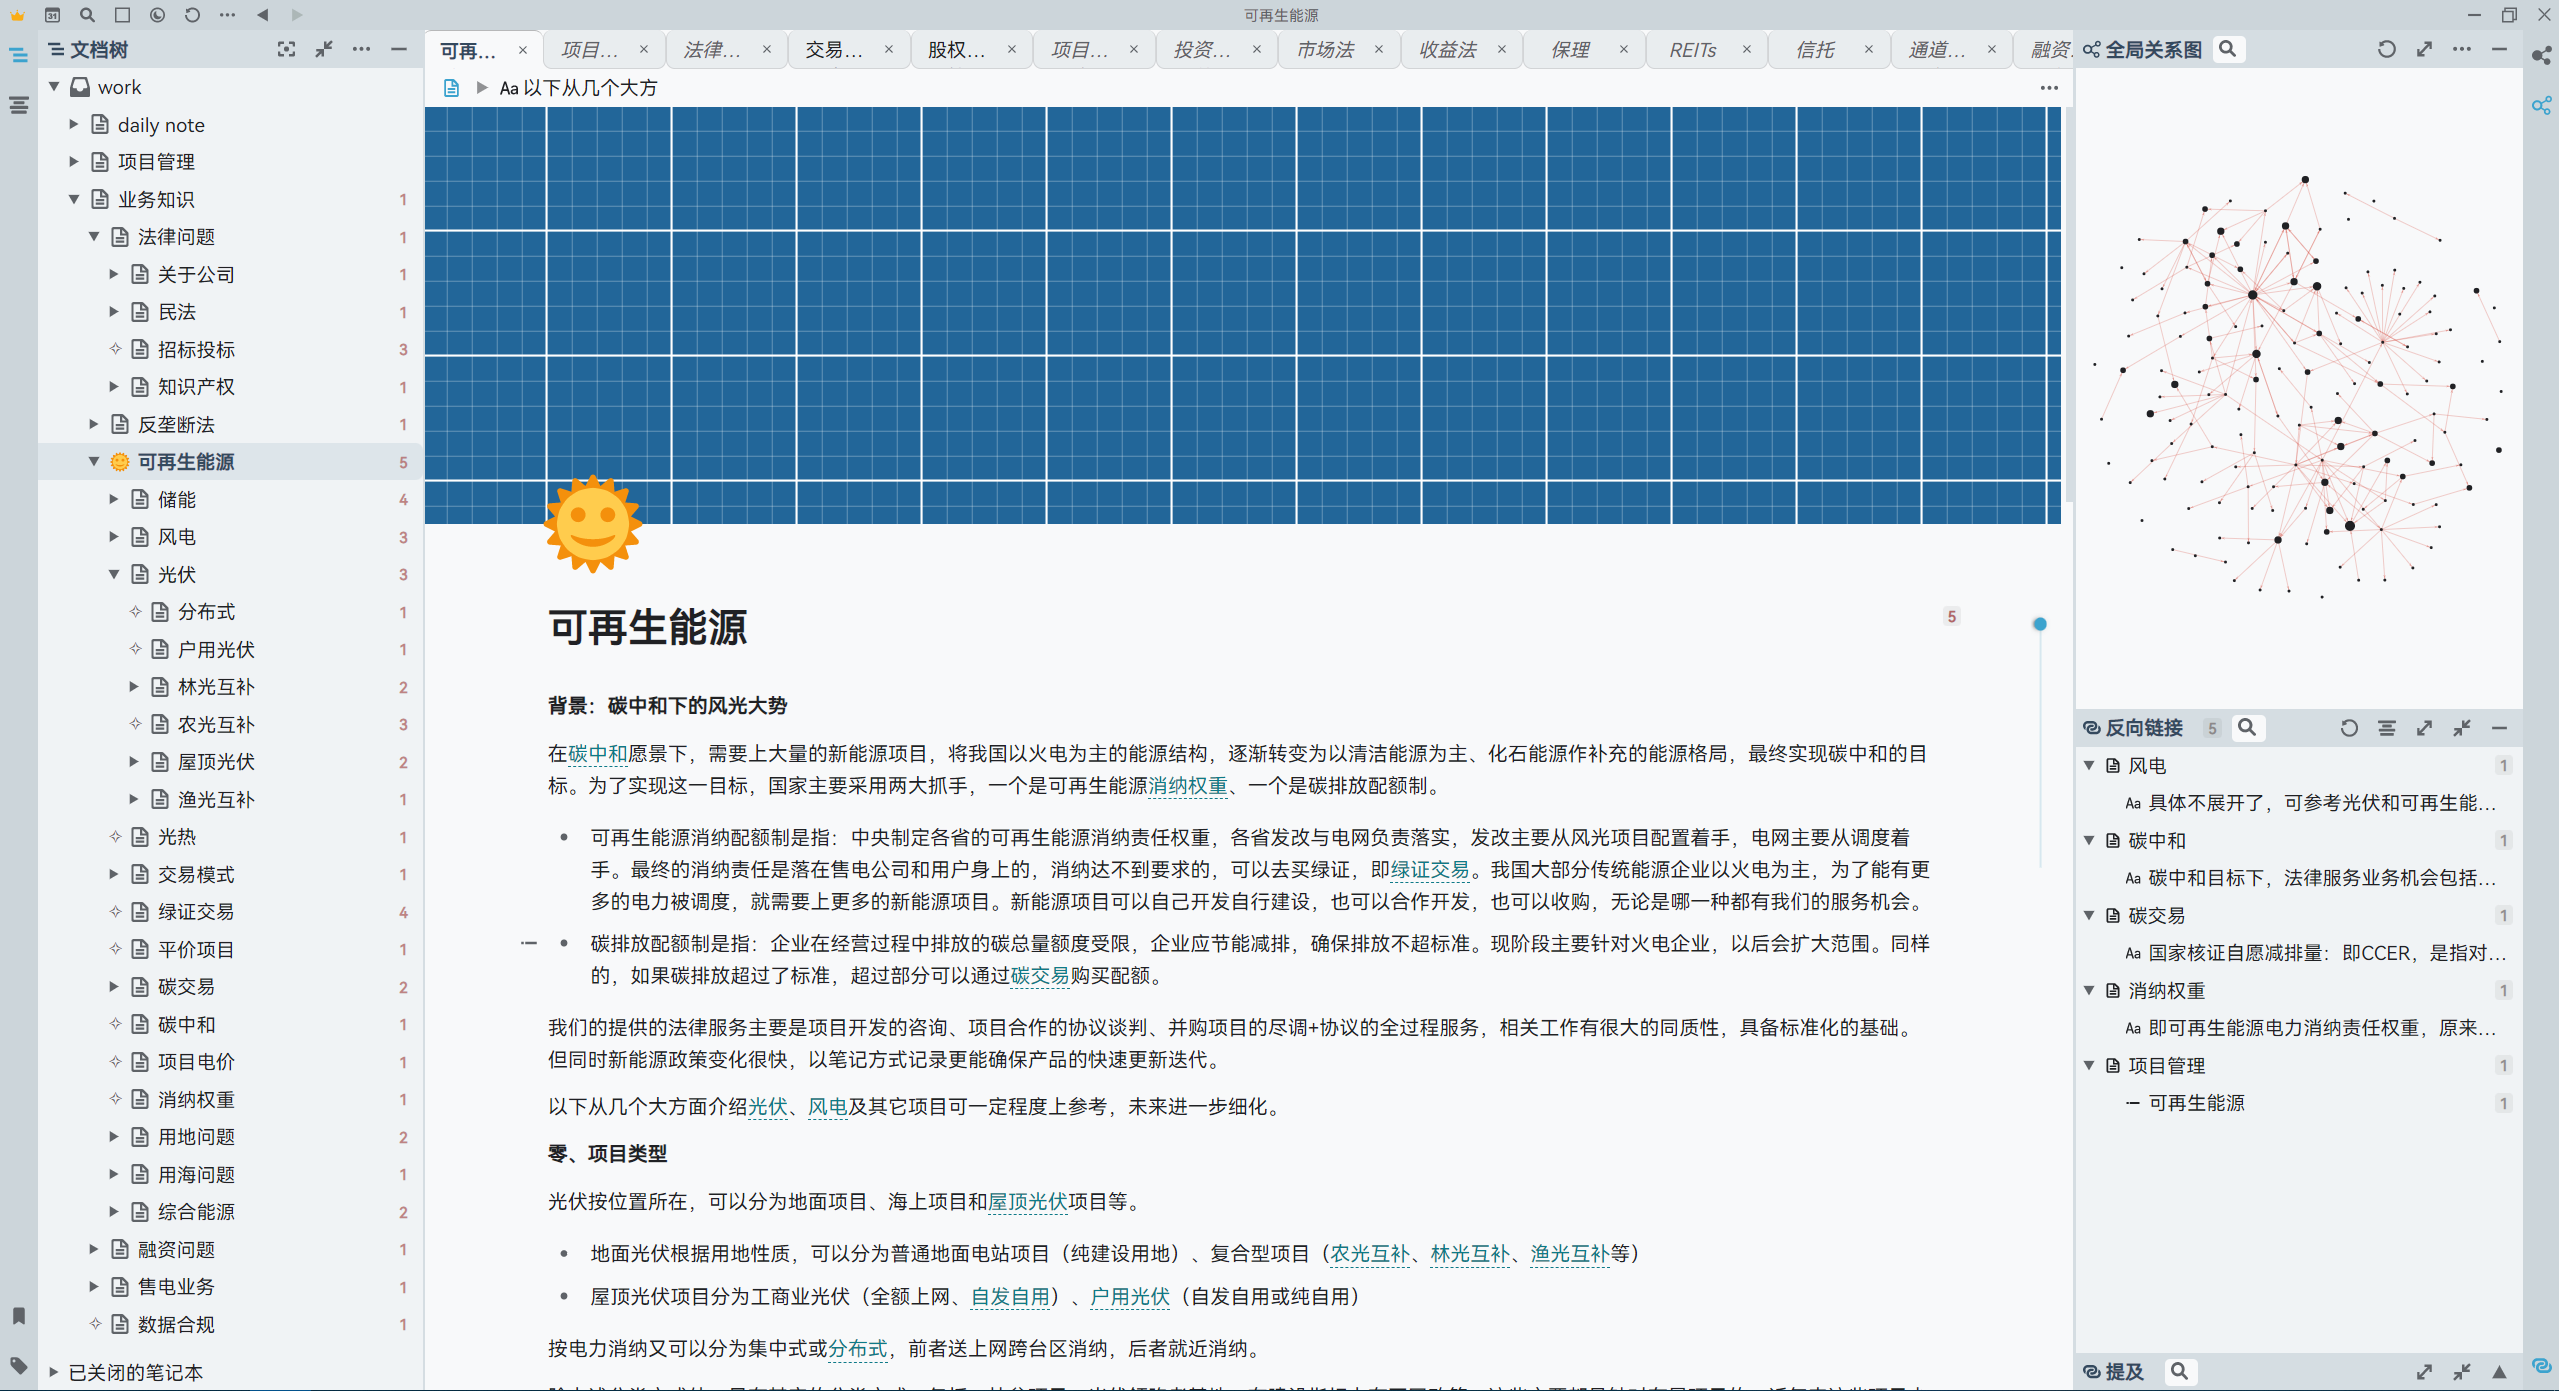 可再生能源
文档树
work
daily note
项目管理
业务知识 1
法律问题 1
关于公司 1
民法 1
招标投标 3
知识产权 1
反垄断法 1
可再生能源 5
储能 4
风电 3
光伏 3
分布式 1
户用光伏 1
林光互补 2
农光互补 3
屋顶光伏 2
渔光互补 1
光热 1
交易模式 1
绿证交易 4
平价项目 1
碳交易 2
碳中和 1
项目电价 1
消纳权重 1
用地问题 2
用海问题 1
综合能源 2
融资问题 1
售电业务 1
数据合规 1
已关闭的笔记本
可再... 项目... 法律... 交易... 股权... 项目... 投资... 市场法 收益法 保理 REITs 信托 通道... 融资
Aa 以下从几个大方
可再生能源 5
背景：碳中和下的风光大势
在碳中和愿景下，需要上大量的新能源项目，将我国以火电为主的能源结构，逐渐转变为以清洁能源为主、化石能源作补充的能源格局，最终实现碳中和的目
标。为了实现这一目标，国家主要采用两大抓手，一个是可再生能源消纳权重、一个是碳排放配额制。
• 可再生能源消纳配额制是指：中央制定各省的可再生能源消纳责任权重，各省发改与电网负责落实，发改主要从风光项目配置着手，电网主要从调度着
手。最终的消纳责任是落在售电公司和用户身上的，消纳达不到要求的，可以去买绿证，即绿证交易。我国大部分传统能源企业以火电为主，为了能有更
多的电力被调度，就需要上更多的新能源项目。新能源项目可以自己开发自行建设，也可以合作开发，也可以收购，无论是哪一种都有我们的服务机会。
• 碳排放配额制是指：企业在经营过程中排放的碳总量额度受限，企业应节能减排，确保排放不超标准。现阶段主要针对火电企业，以后会扩大范围。同样
的，如果碳排放超过了标准，超过部分可以通过碳交易购买配额。
我们的提供的法律服务主要是项目开发的咨询、项目合作的协议谈判、并购项目的尽调+协议的全过程服务，相关工作有很大的同质性，具备标准化的基础。
但同时新能源政策变化很快，以笔记方式记录更能确保产品的快速更新迭代。
以下从几个大方面介绍光伏、风电及其它项目可一定程度上参考，未来进一步细化。
零、项目类型
光伏按位置所在，可以分为地面项目、海上项目和屋顶光伏项目等。
• 地面光伏根据用地性质，可以分为普通地面电站项目（纯建设用地）、复合型项目（农光互补、林光互补、渔光互补等）
• 屋顶光伏项目分为工商业光伏（全额上网、自发自用）、户用光伏（自发自用或纯自用）
按电力消纳又可以分为集中式或分布式，前者送上网跨台区消纳，后者就近消纳。
全局关系图
反向链接 5
风电 1
Aa 具体不展开了，可参考光伏和可再生能...
碳中和 1
Aa 碳中和目标下，法律服务业务机会包括...
碳交易 1
Aa 国家核证自愿减排量：即CCER，是指对...
消纳权重 1
Aa 即可再生能源电力消纳责任权重，原来...
项目管理 1
可再生能源 1
提及